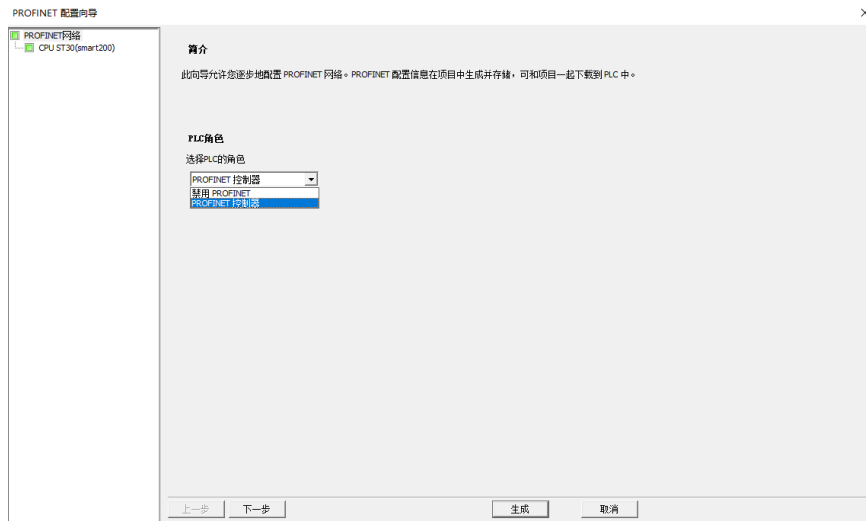 PROFINET 配置向导
PROFINET网络
CPU ST30(smart200)
简介
此向导允许您逐步地配置 PROFINET 网络。PROFINET 配置信息在项目中生成并存储，可和项目一起下载到 PLC 中。
PLC角色
选择PLC的角色
PROFINET 控制器
禁用 PROFINET
PROFINET 控制器
上一步
下一步
生成
取消